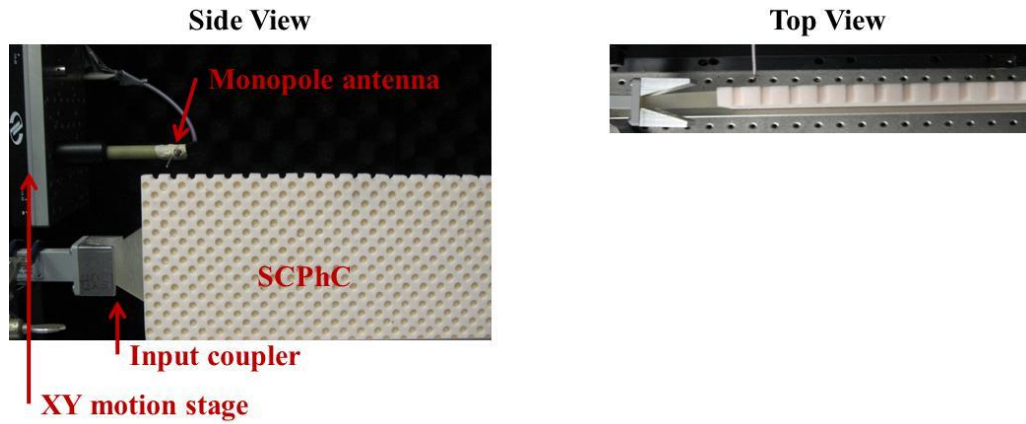 Side View
Top View
Monopole antenna
SCPhC
Input coupler
XY motion stage